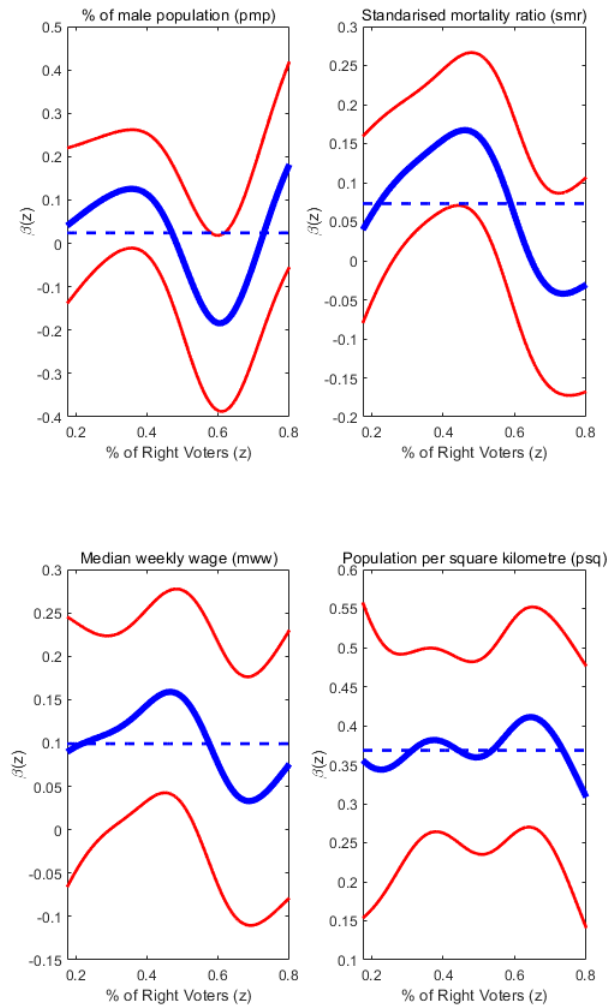 % of male population (pmp)
0.5
0.4
0.3
0.2
0.1
0
-0.1
-0.2
-0.3
-0.4
β(z)
0.2 0.4 0.6 0.8
% of Right Voters (z)
Standarised mortality ratio (smr)
0.3
0.25
0.2
0.15
0.1
0.05
0
-0.05
-0.1
-0.15
-0.2
β(z)
0.2 0.4 0.6 0.8
% of Right Voters (z)
Median weekly wage (mww)
0.3
0.25
0.2
0.15
0.1
0.05
0
-0.05
-0.1
-0.15
β(z)
0.2 0.4 0.6 0.8
% of Right Voters (z)
Population per square kilometre (psq)
0.6
0.55
0.5
0.45
0.4
0.35
0.3
0.25
0.2
0.15
0.1
β(z)
0.2 0.4 0.6 0.8
% of Right Voters (z)